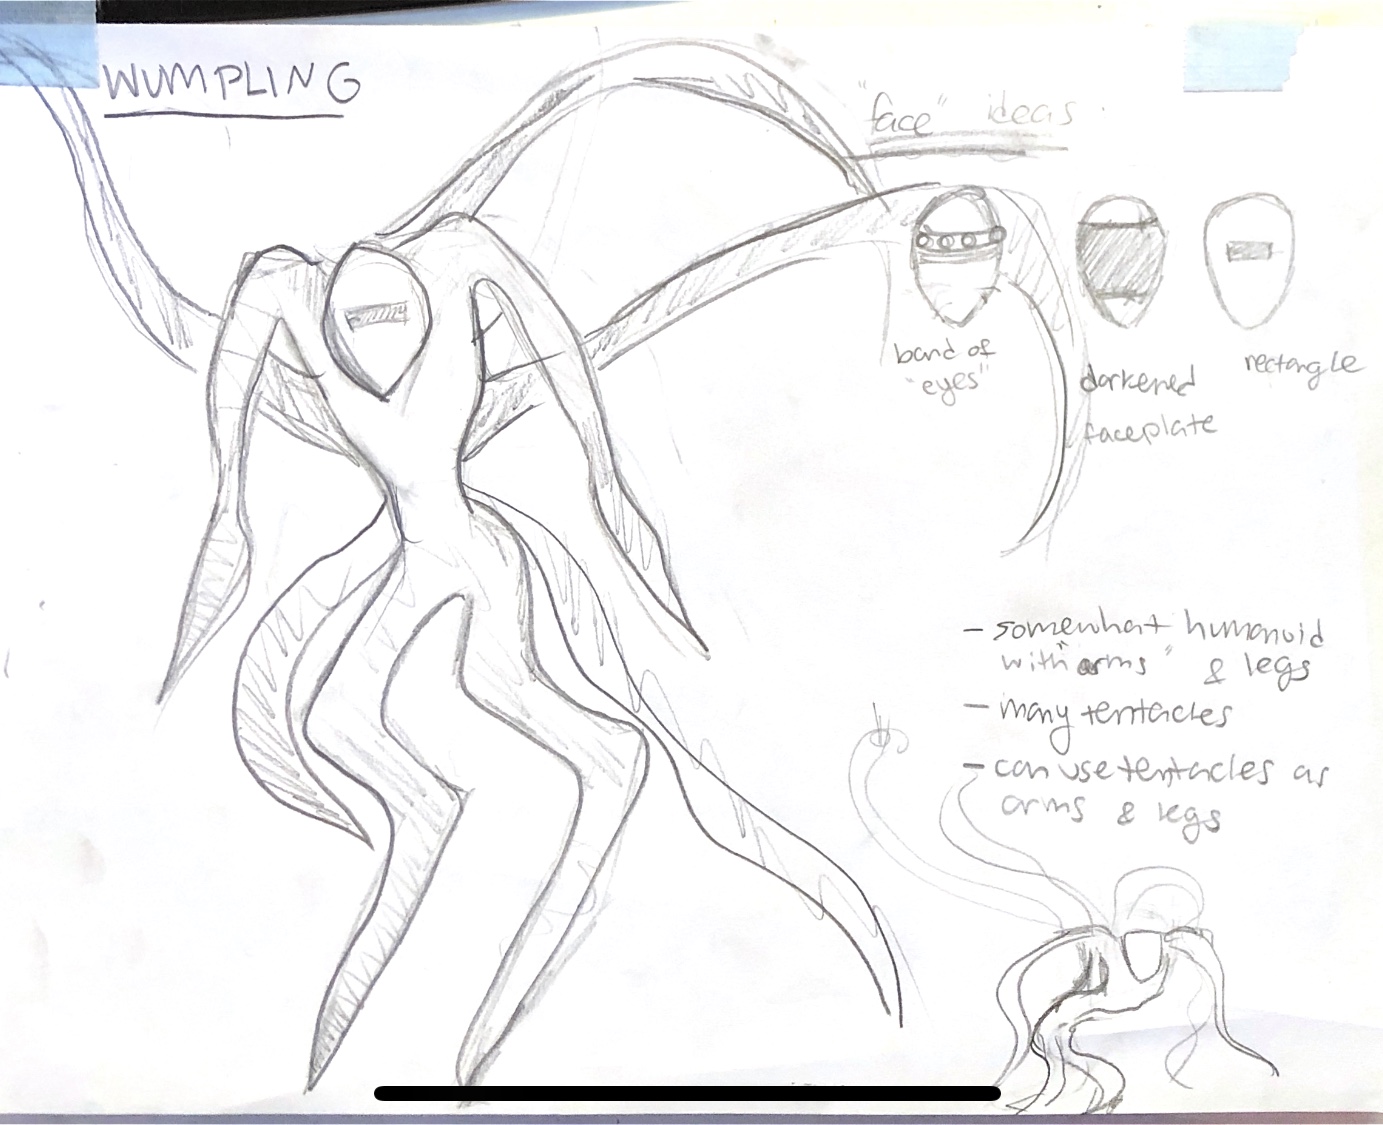 WUMPLING
"face" ideas
band of
"eyes"
darkened
faceplate
rectangle
- somewhat humanoid
with "arms" & legs
- many tentacles
- can use tentacles as
arms & legs